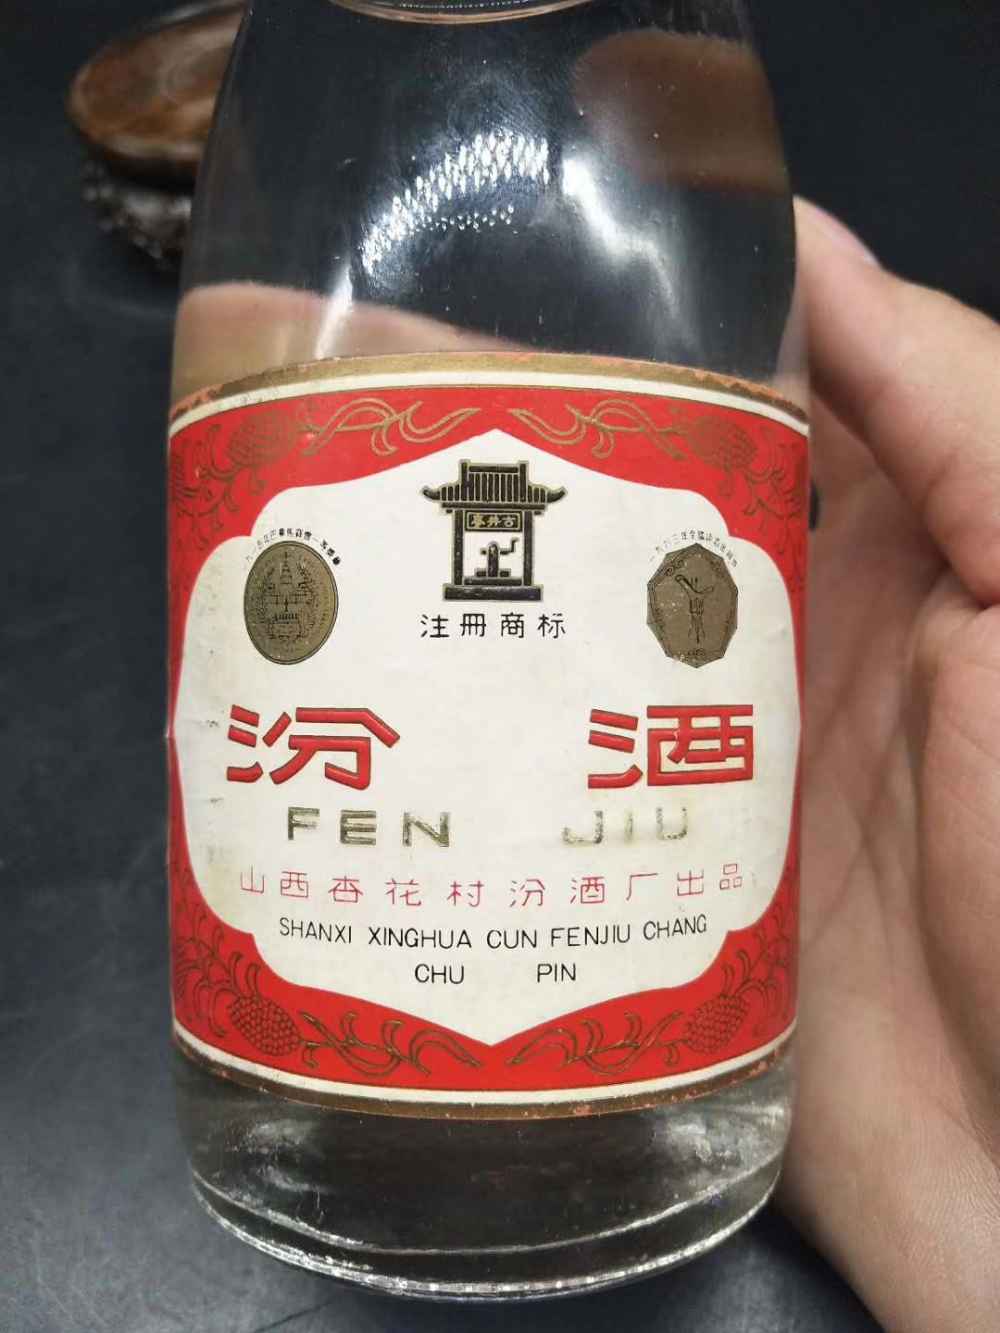 古井亭
注册商标
汾酒
FEN JIU
山西杏花村汾酒厂出品
SHANXI XINGHUA CUN FENJIU CHANG
CHU PIN